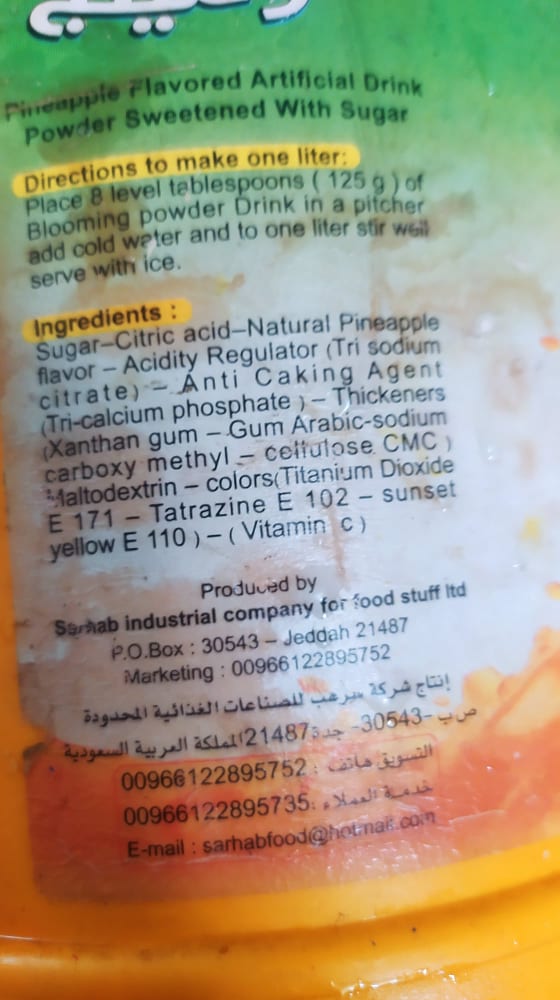 Pineapple Flavored Artificial Drink
Powder Sweetened With Sugar
Directions to make one liter:
Place 8 level tablespoons ( 125 g ) of
Blooming powder Drink in a pitcher
add cold water and to one liter stir well
serve with ice.
Ingredients :
Sugar–Citric acid–Natural Pineapple
flavor – Acidity Regulator (Tri sodium
citrate) – Anti Caking Agent
(Tri-calcium phosphate ) – Thickeners
(Xanthan gum – Gum Arabic-sodium
carboxy methyl – cellulose CMC )
Maltodextrin – colors(Titanium Dioxide
E 171 – Tatrazine E 102 – sunset
yellow E 110 ) – ( Vitamin c )
Produced by
Sarhab industrial company for food stuff ltd
P.O.Box : 30543 – Jeddah 21487
Marketing : 00966122895752
إنتاج شركة سرهب للصناعات الغذائية المحدودة
ص ب -30543- جدة 21487 المملكة العربية السعودية
التسويق هاتف : 00966122895752
خدمة العملاء: 00966122895735
E-mail : sarhabfood@hotmail.com